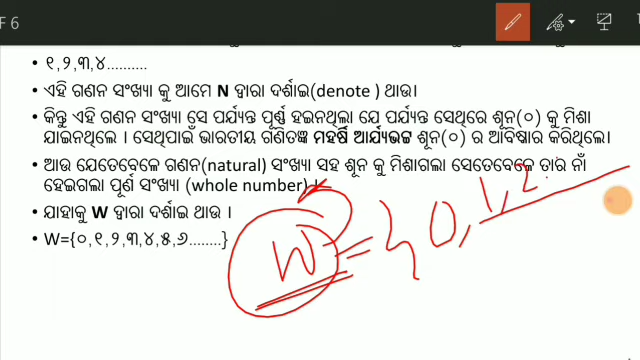 F 6
୧,୨,୩,୪..........
ଏହି ଗଣନ ସଂଖ୍ୟା କୁ ଆମେ N ଦ୍ଵାରା ଦର୍ଶାଇ(denote ) ଥାଉ।
କିନ୍ତୁ ଏହି ଗଣନ ସଂଖ୍ୟା ସେ ପର୍ଯ୍ୟନ୍ତ ପୂର୍ଣ୍ଣ ହଇନଥିଲା ଯେ ପର୍ଯ୍ୟନ୍ତ ସେଥିରେ ଶୂନ(୦) କୁ ମିଶା
ଯାଇନଥିଲେ । ସେଥିପାଇଁ ଭାରତୀୟ ଗଣିତଜ୍ଞ ମହର୍ଷି ଆର୍ଯ୍ୟଭଟ୍ଟ ଶୂନ(୦) ର ଆବିଷ୍କାର କରିଥିଲେ।
ଆଉ ଯେତେବେଳେ ଗଣନ(natural) ସଂଖ୍ୟା ସହ ଶୂନ କୁ ମିଶାଗଲା ସେତେବେଳେ ତାର ନାଁ
ହେଇଗଲା ପୂର୍ଣ ସଂଖ୍ୟା (whole number) ।
ଯାହାକୁ W ଦ୍ଵାରା ଦର୍ଶାଇ ଥାଉ ।
W={୦,୧,୨,୩,୪,୫,୬........}
W = { 0, 1, 2.